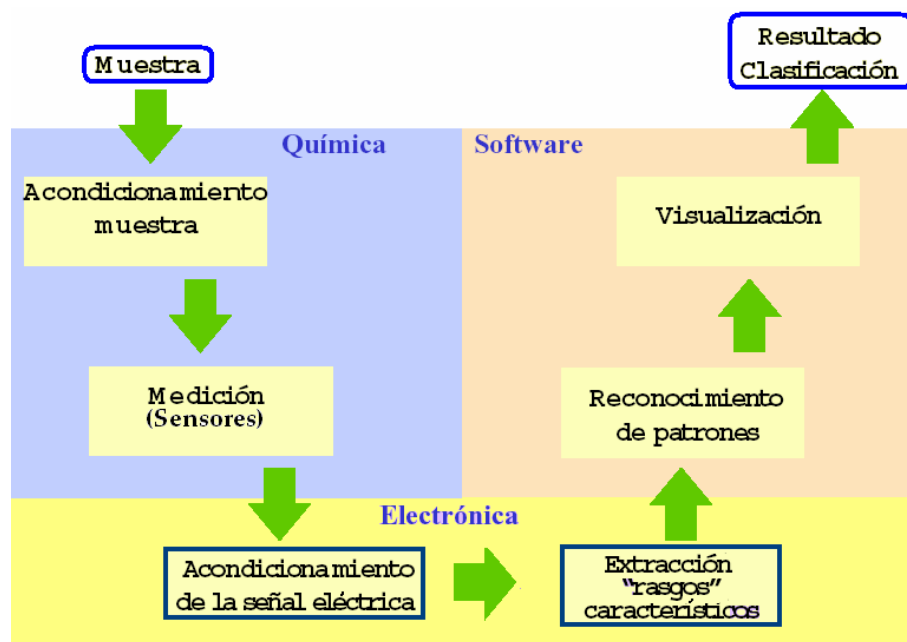 Muestra
Resultado
Clasificación
Química
Software
Acondicionamiento
muestra
Visualización
Medición
(Sensores)
Reconocimiento
de patrones
Electrónica
Acondicionamiento
de la señal eléctrica
Extracción
"rasgos"
característicos